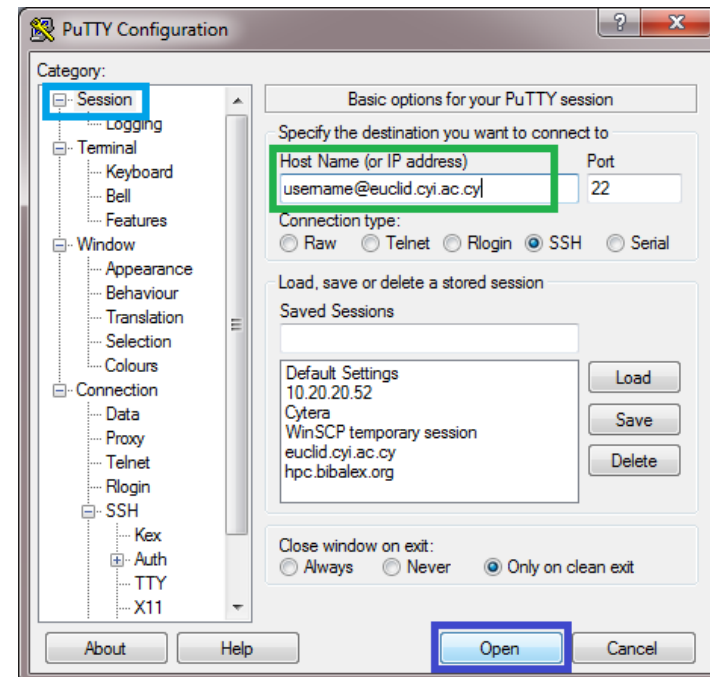 PuTTY Configuration
?
X
Category:
Session
Logging
Terminal
Keyboard
Bell
Features
Window
Appearance
Behaviour
Translation
Selection
Colours
Connection
Data
Proxy
Telnet
Rlogin
SSH
Kex
Auth
TTY
X11
Basic options for your PuTTY session
Specify the destination you want to connect to
Host Name (or IP address) Port
username@euclid.cyi.ac.cy 22
Connection type:
Raw Telnet Rlogin SSH Serial
Load, save or delete a stored session
Saved Sessions
Default Settings
10.20.20.52
Cytera
WinSCP temporary session
euclid.cyi.ac.cy
hpc.bibalex.org
Load
Save
Delete
Close window on exit:
Always Never Only on clean exit
About Help Open Cancel